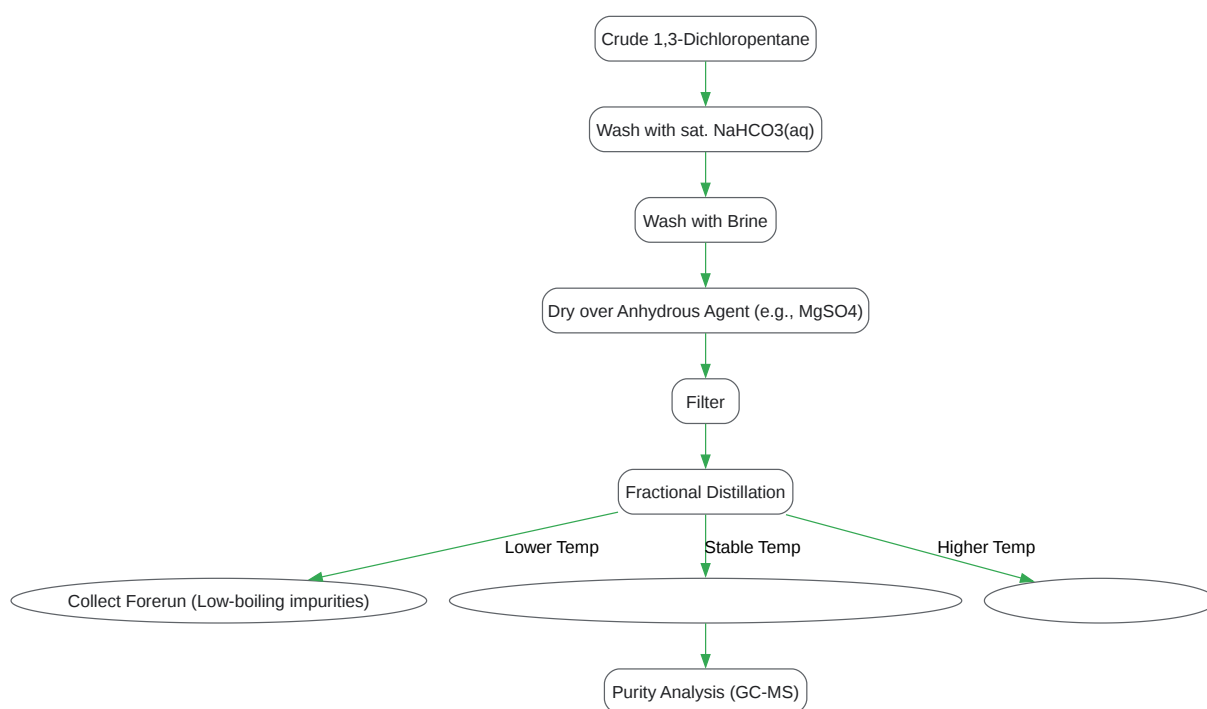 Crude 1,3-Dichloropentane
Wash with sat. NaHCO3(aq)
Wash with Brine
Dry over Anhydrous Agent (e.g., MgSO4)
Filter
Fractional Distillation
Lower Temp
Stable Temp
Higher Temp
Collect Forerun (Low-boiling impurities)
Purity Analysis (GC-MS)